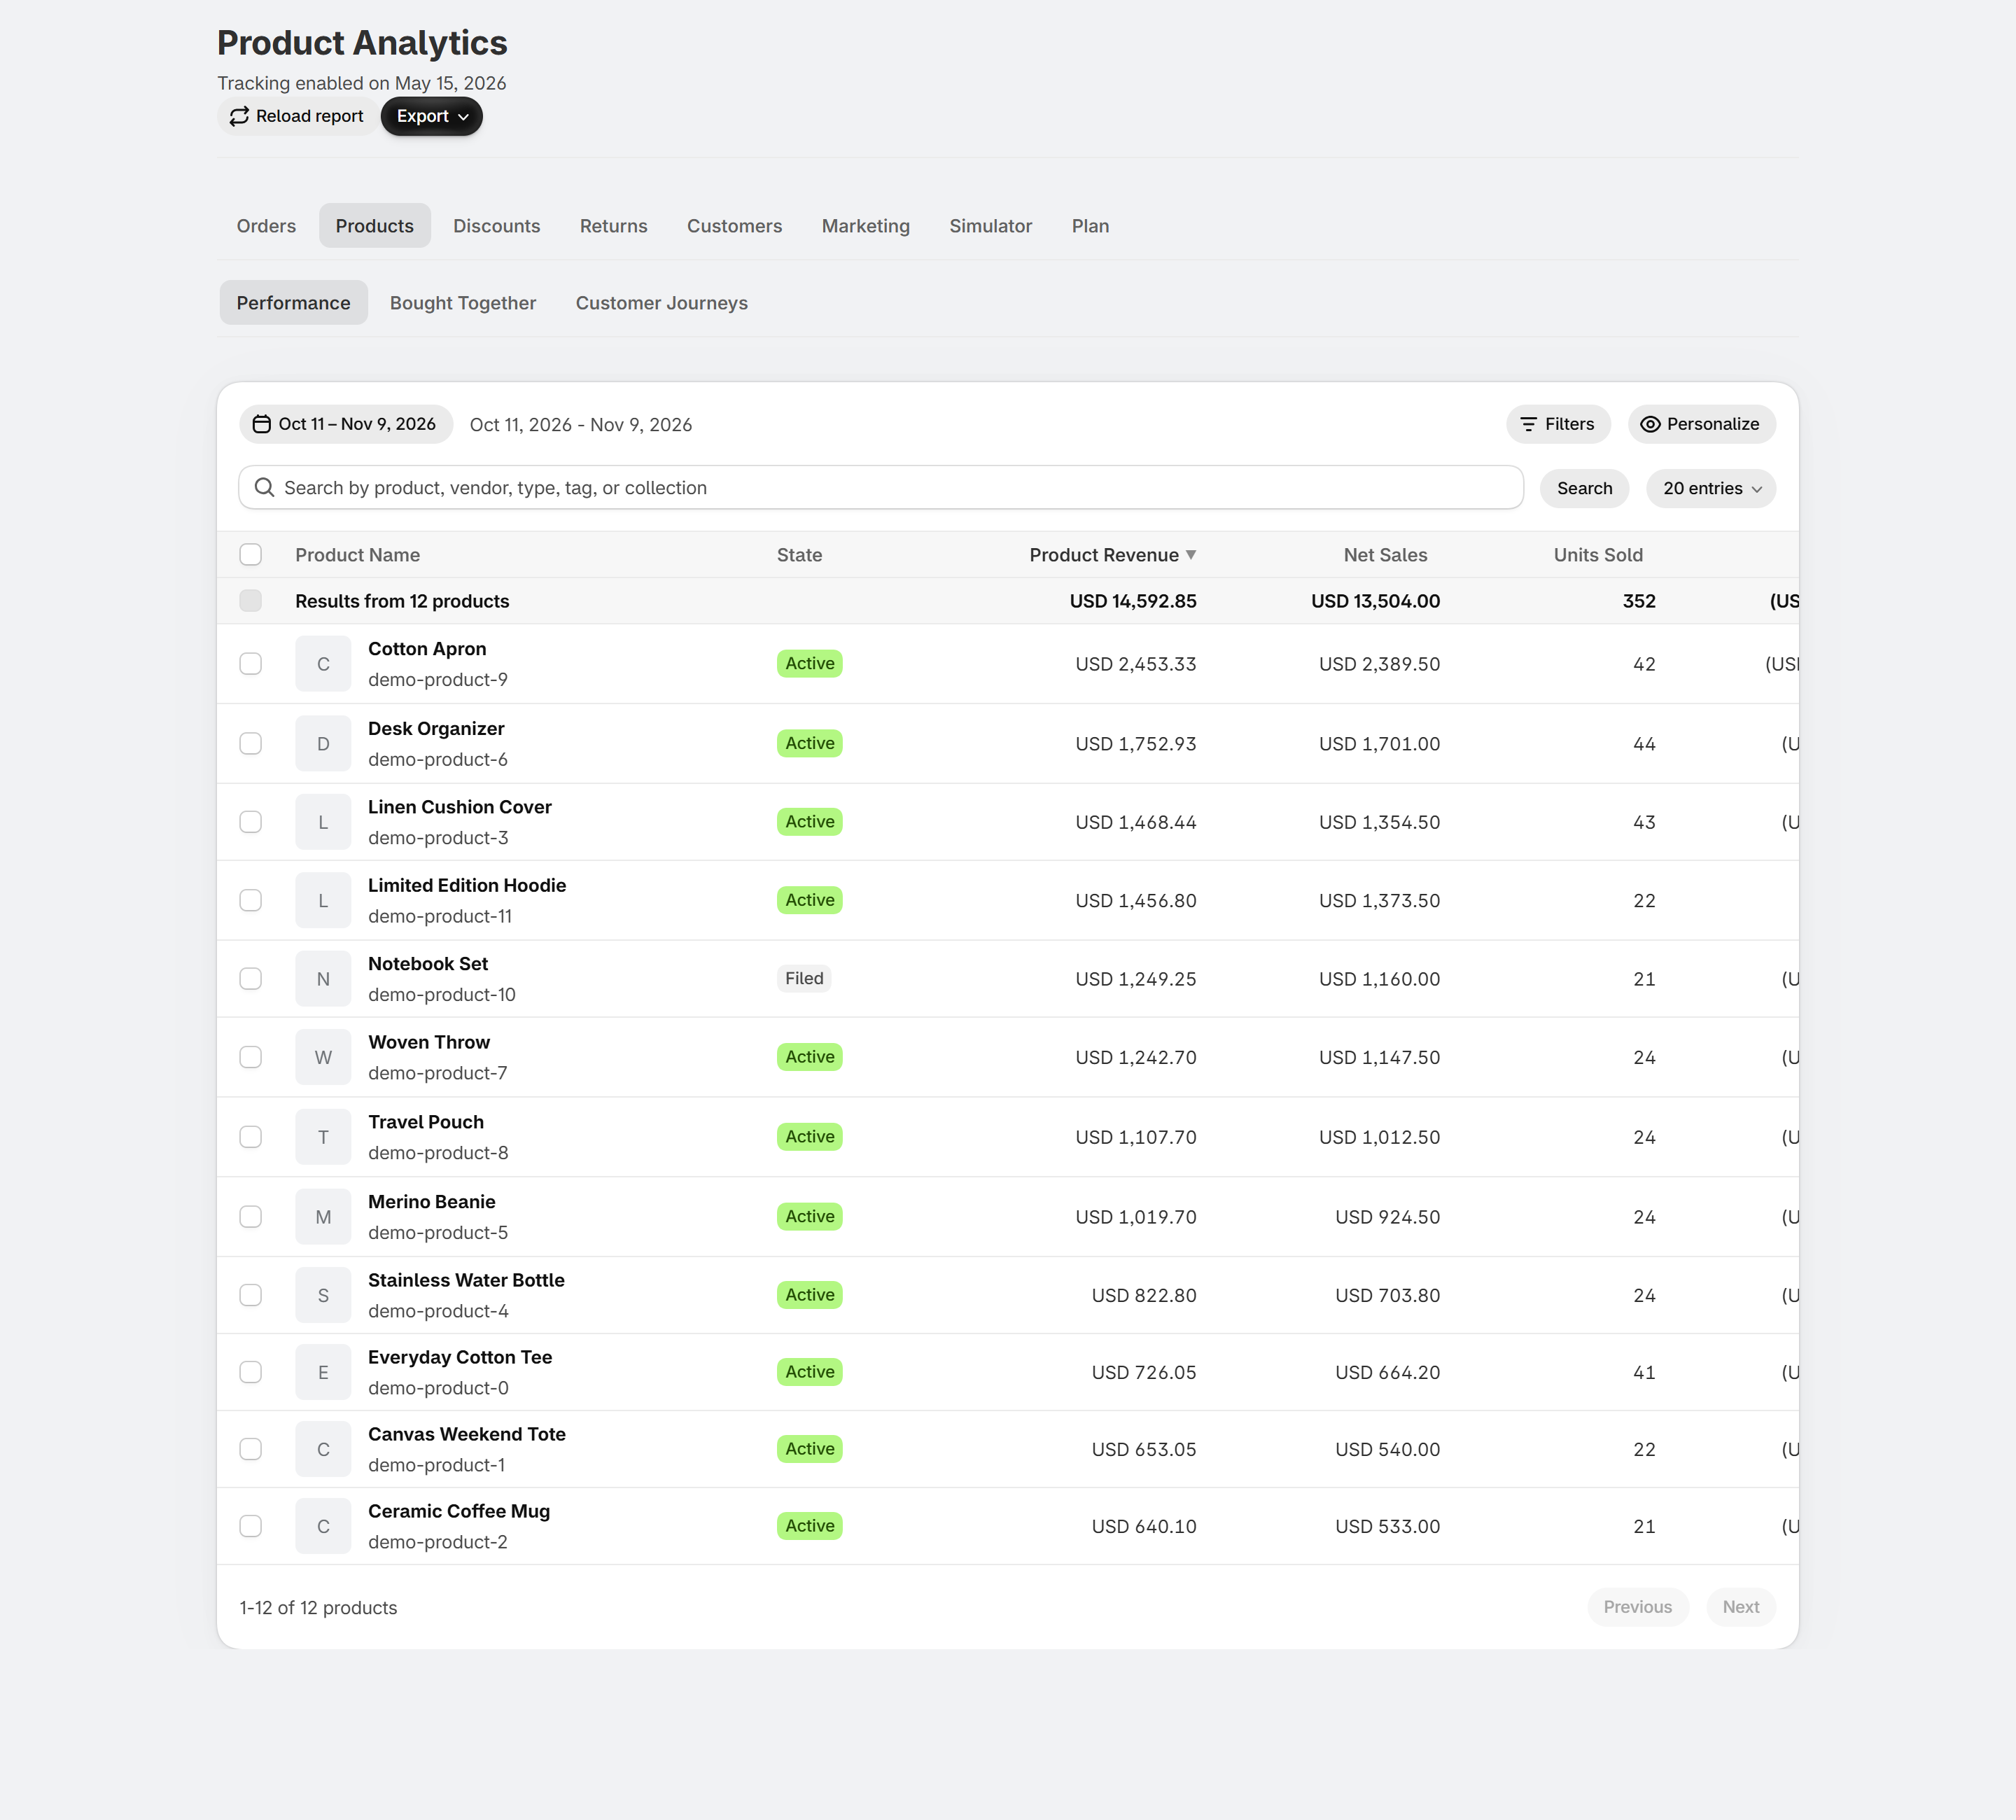 Product Analytics
Tracking enabled on May 15, 2026
Reload report Export
Orders Products Discounts Returns Customers Marketing Simulator Plan
Performance Bought Together Customer Journeys
Oct 11 – Nov 9, 2026 Oct 11, 2026 - Nov 9, 2026 Filters Personalize
Search by product, vendor, type, tag, or collection Search 20 entries
Product Name State Product Revenue ▼ Net Sales Units Sold
Results from 12 products USD 14,592.85 USD 13,504.00 352 (US
C Cotton Apron Active USD 2,453.33 USD 2,389.50 42 (USD
demo-product-9
D Desk Organizer Active USD 1,752.93 USD 1,701.00 44 (U
demo-product-6
L Linen Cushion Cover Active USD 1,468.44 USD 1,354.50 43 (U
demo-product-3
L Limited Edition Hoodie Active USD 1,456.80 USD 1,373.50 22
demo-product-11
N Notebook Set Filed USD 1,249.25 USD 1,160.00 21 (U
demo-product-10
W Woven Throw Active USD 1,242.70 USD 1,147.50 24 (U
demo-product-7
T Travel Pouch Active USD 1,107.70 USD 1,012.50 24 (U
demo-product-8
M Merino Beanie Active USD 1,019.70 USD 924.50 24 (U
demo-product-5
S Stainless Water Bottle Active USD 822.80 USD 703.80 24 (U
demo-product-4
E Everyday Cotton Tee Active USD 726.05 USD 664.20 41 (U
demo-product-0
C Canvas Weekend Tote Active USD 653.05 USD 540.00 22 (U
demo-product-1
C Ceramic Coffee Mug Active USD 640.10 USD 533.00 21 (U
demo-product-2
1-12 of 12 products Previous Next